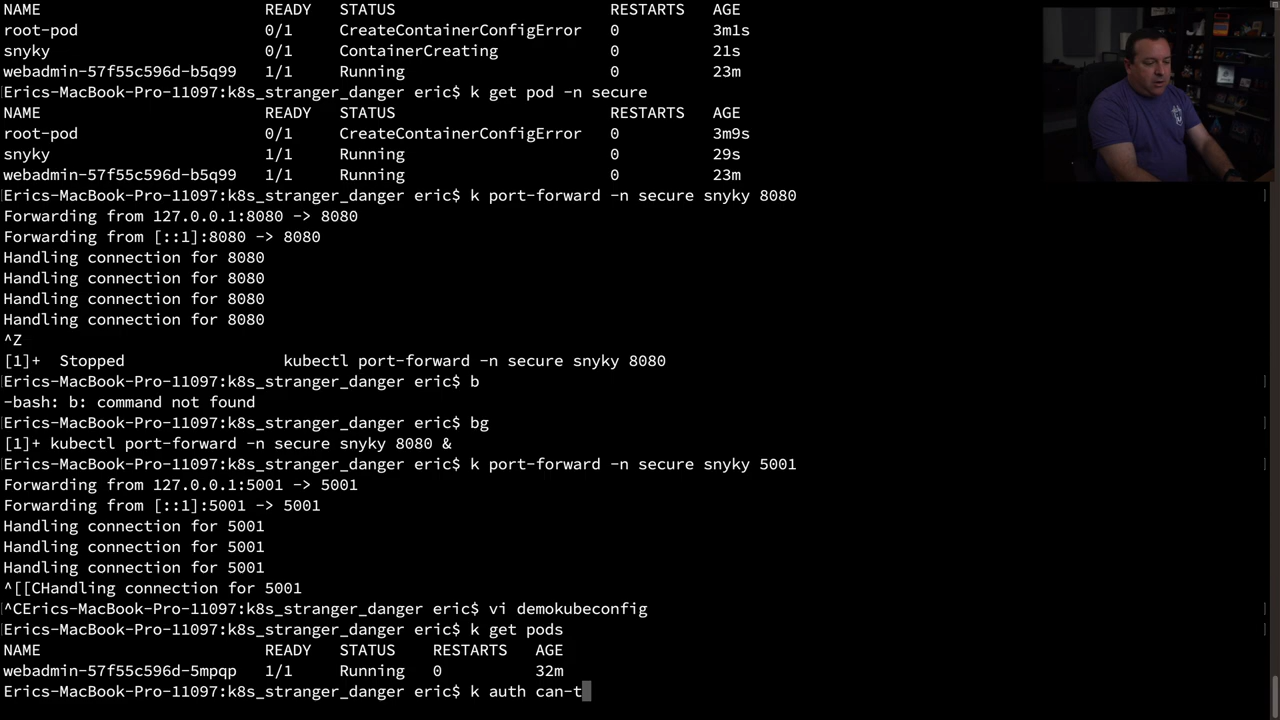 NAME READY STATUS RESTARTS AGE
root-pod 0/1 CreateContainerConfigError 0 3m1s
snyky 0/1 ContainerCreating 0 21s
webadmin-57f55c596d-b5q99 1/1 Running 0 23m
Erics-MacBook-Pro-11097:k8s_stranger_danger eric$ k get pod -n secure
NAME READY STATUS RESTARTS AGE
root-pod 0/1 CreateContainerConfigError 0 3m9s
snyky 1/1 Running 0 29s
webadmin-57f55c596d-b5q99 1/1 Running 0 23m
Erics-MacBook-Pro-11097:k8s_stranger_danger eric$ k port-forward -n secure snyky 8080
Forwarding from 127.0.0.1:8080 -> 8080
Forwarding from [::1]:8080 -> 8080
Handling connection for 8080
Handling connection for 8080
Handling connection for 8080
Handling connection for 8080
^Z
[1]+  Stopped kubectl port-forward -n secure snyky 8080
Erics-MacBook-Pro-11097:k8s_stranger_danger eric$ b
-bash: b: command not found
Erics-MacBook-Pro-11097:k8s_stranger_danger eric$ bg
[1]+ kubectl port-forward -n secure snyky 8080 &
Erics-MacBook-Pro-11097:k8s_stranger_danger eric$ k port-forward -n secure snyky 5001
Forwarding from 127.0.0.1:5001 -> 5001
Forwarding from [::1]:5001 -> 5001
Handling connection for 5001
Handling connection for 5001
Handling connection for 5001
^[[CHandling connection for 5001
^CErics-MacBook-Pro-11097:k8s_stranger_danger eric$ vi demokubeconfig
Erics-MacBook-Pro-11097:k8s_stranger_danger eric$ k get pods
NAME READY STATUS RESTARTS AGE
webadmin-57f55c596d-5mpqp 1/1 Running 0 32m
Erics-MacBook-Pro-11097:k8s_stranger_danger eric$ k auth can-t